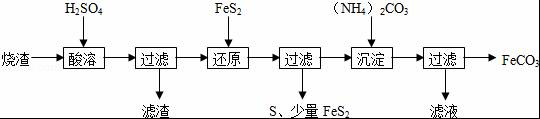 H2SO4 FeS2 （NH4）2CO3
烧渣 酸溶 过滤 还原 过滤 沉淀 过滤 FeCO3
滤渣 S、少量 FeS2 滤液